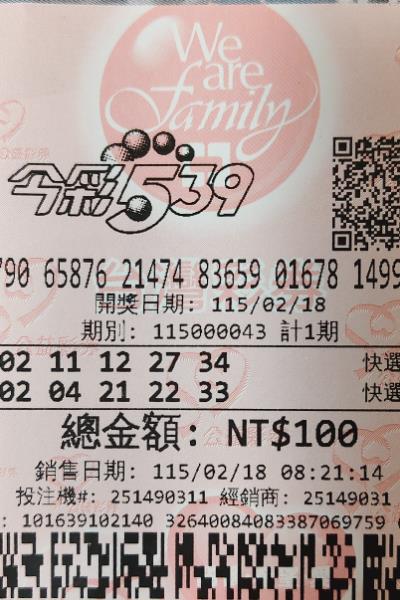 We
are
Family
今彩539
790 65876 21474 83659 01678 1499
開獎日期: 115/02/18
期別: 115000043 計1期
02 11 12 27 34 快選
02 04 21 22 33 快選
總金額: NT$100
銷售日期: 115/02/18 08:21:14
投注機#: 251490311 經銷商: 25149031
: 101639102140 32640084083387069759